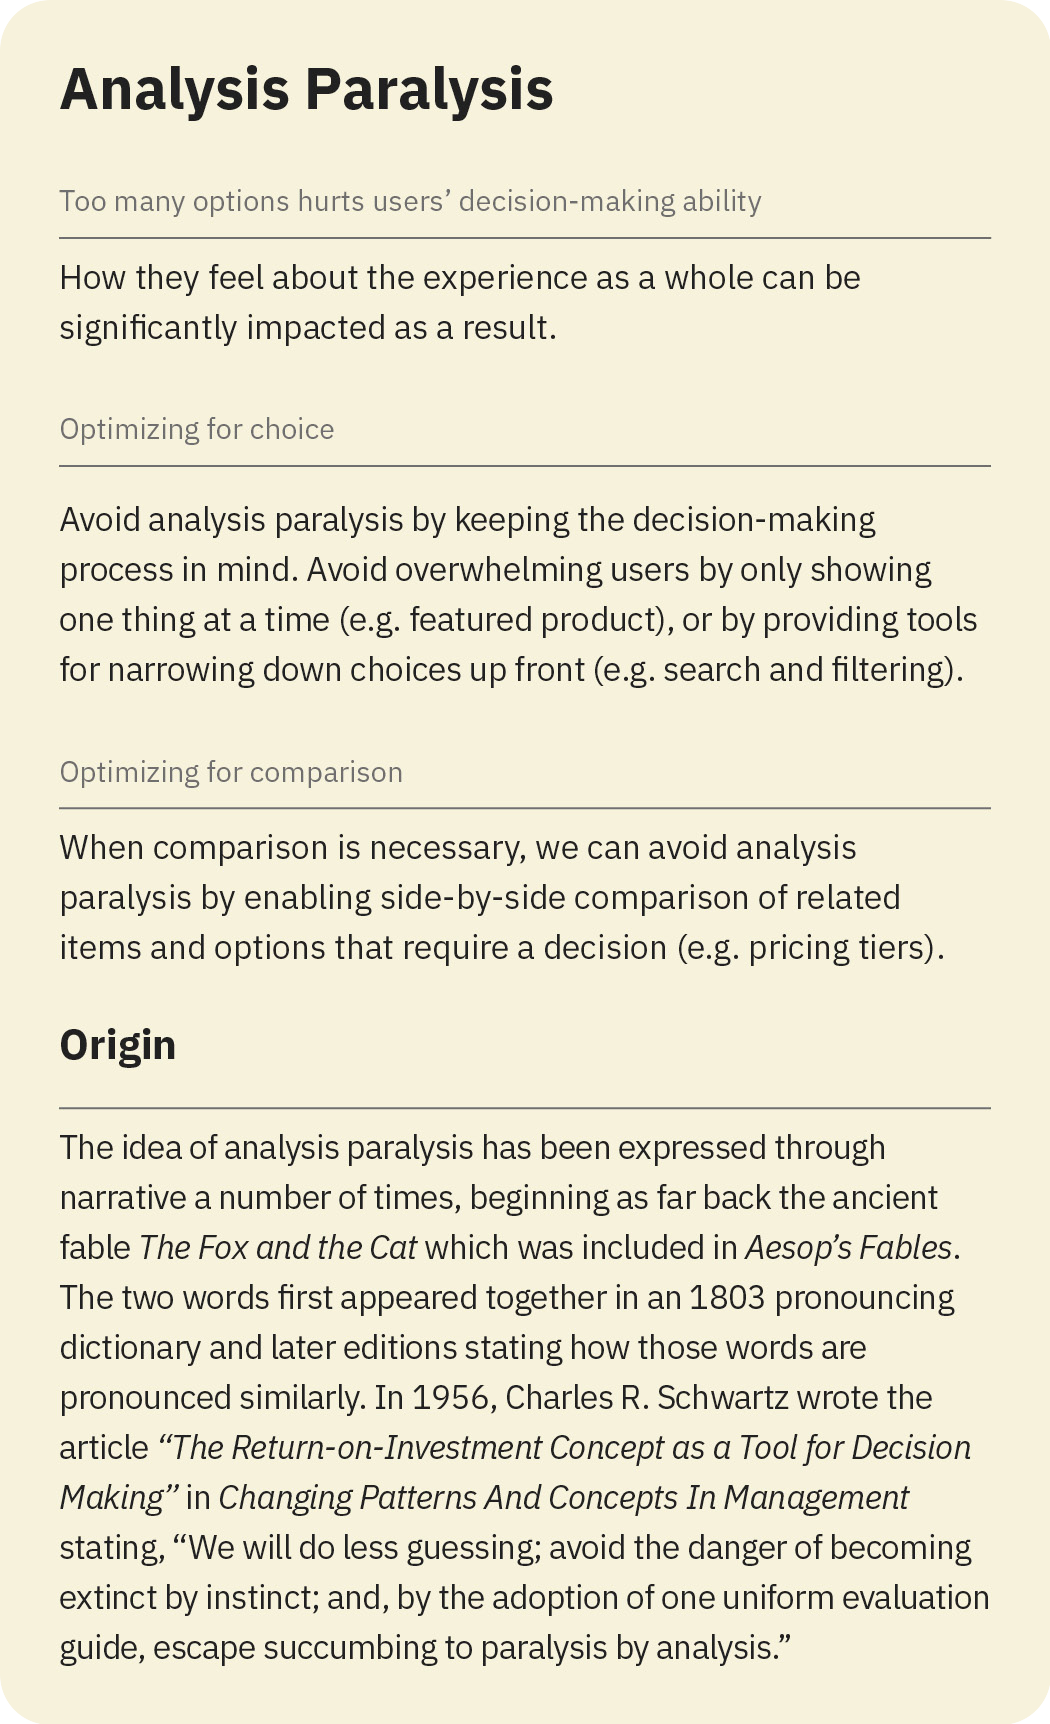 Analysis Paralysis
Too many options hurts users’ decision-making ability
How they feel about the experience as a whole can be
significantly impacted as a result.
Optimizing for choice
Avoid analysis paralysis by keeping the decision-making
process in mind. Avoid overwhelming users by only showing
one thing at a time (e.g. featured product), or by providing tools
for narrowing down choices up front (e.g. search and filtering).
Optimizing for comparison
When comparison is necessary, we can avoid analysis
paralysis by enabling side-by-side comparison of related
items and options that require a decision (e.g. pricing tiers).
Origin
The idea of analysis paralysis has been expressed through
narrative a number of times, beginning as far back the ancient
fable The Fox and the Cat which was included in Aesop’s Fables.
The two words first appeared together in an 1803 pronouncing
dictionary and later editions stating how those words are
pronounced similarly. In 1956, Charles R. Schwartz wrote the
article “The Return-on-Investment Concept as a Tool for Decision
Making” in Changing Patterns And Concepts In Management
stating, “We will do less guessing; avoid the danger of becoming
extinct by instinct; and, by the adoption of one uniform evaluation
guide, escape succumbing to paralysis by analysis.”